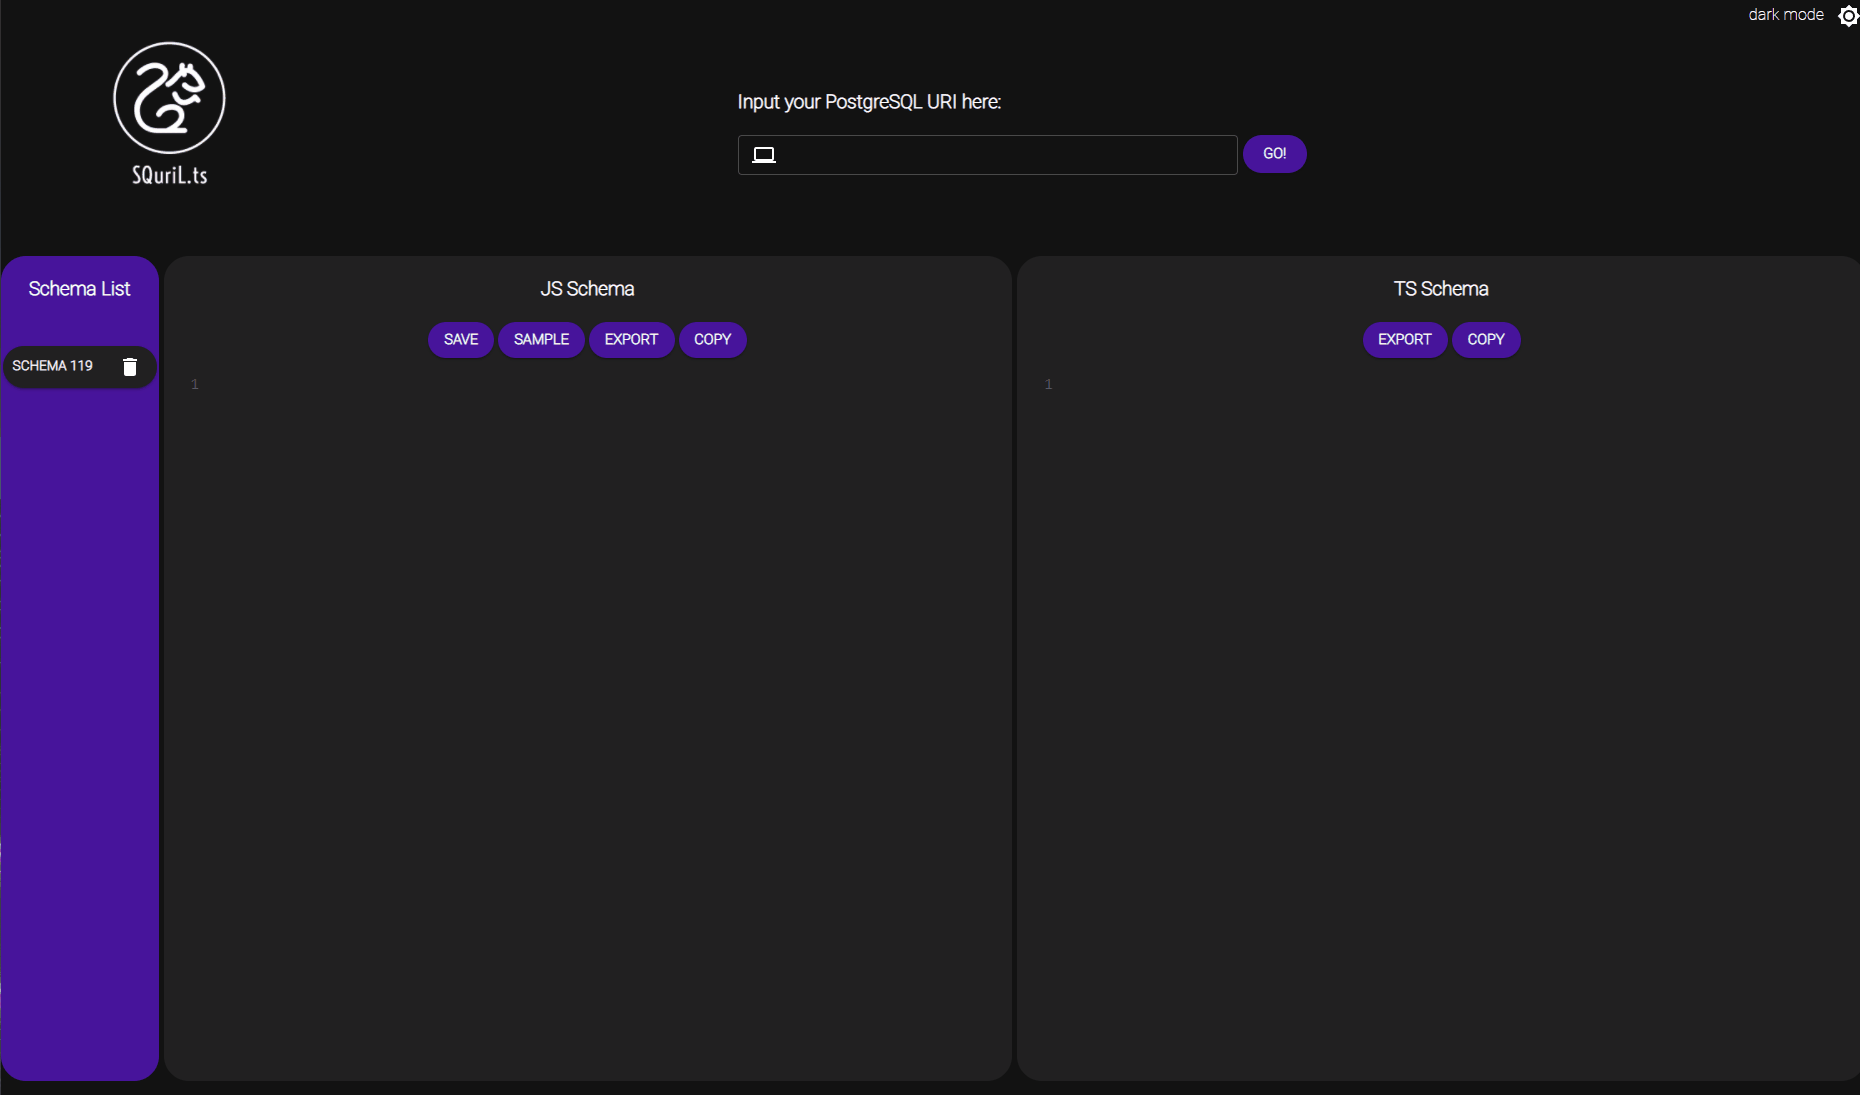 dark mode
SQuriL.ts
Input your PostgreSQL URI here:
GO!
Schema List
SCHEMA 119
JS Schema
SAVE SAMPLE EXPORT COPY
1
TS Schema
EXPORT COPY
1